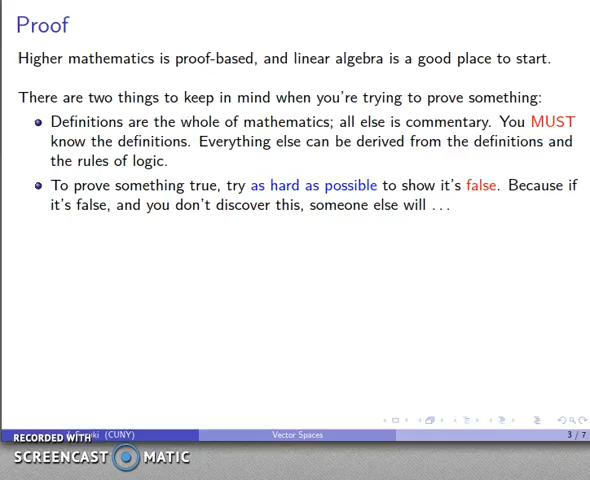 Proof
Higher mathematics is proof-based, and linear algebra is a good place to start.
There are two things to keep in mind when you're trying to prove something:
Definitions are the whole of mathematics; all else is commentary. You MUST
know the definitions. Everything else can be derived from the definitions and
the rules of logic.
To prove something true, try as hard as possible to show it's false. Because if
it's false, and you don't discover this, someone else will ...
(CUNY)
Vector Spaces
3 / 7
RECORDED WITH
SCREENCAST MATIC